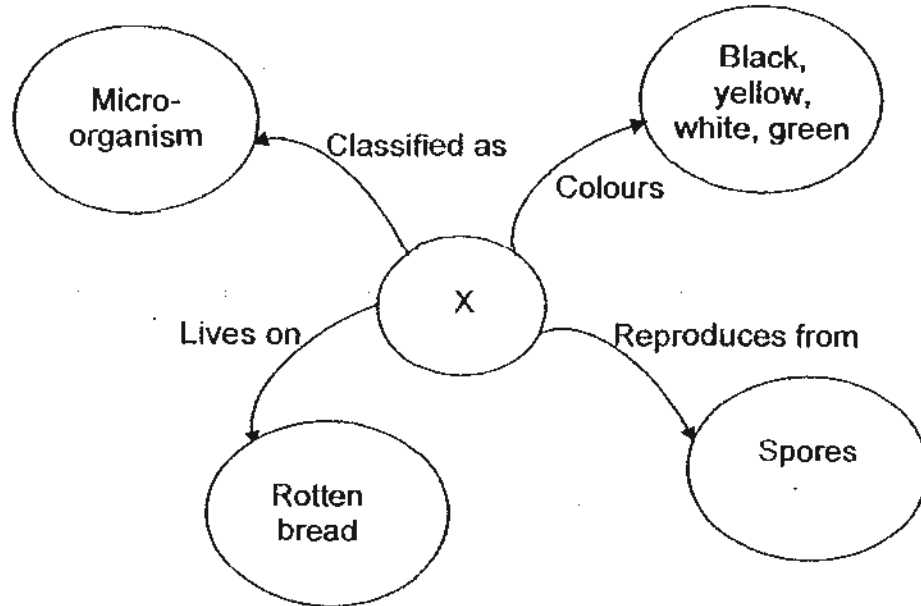 Micro-
organism
Black,
yellow,
white, green
Classified as
Colours
X
Lives on
Reproduces from
Rotten
bread
Spores